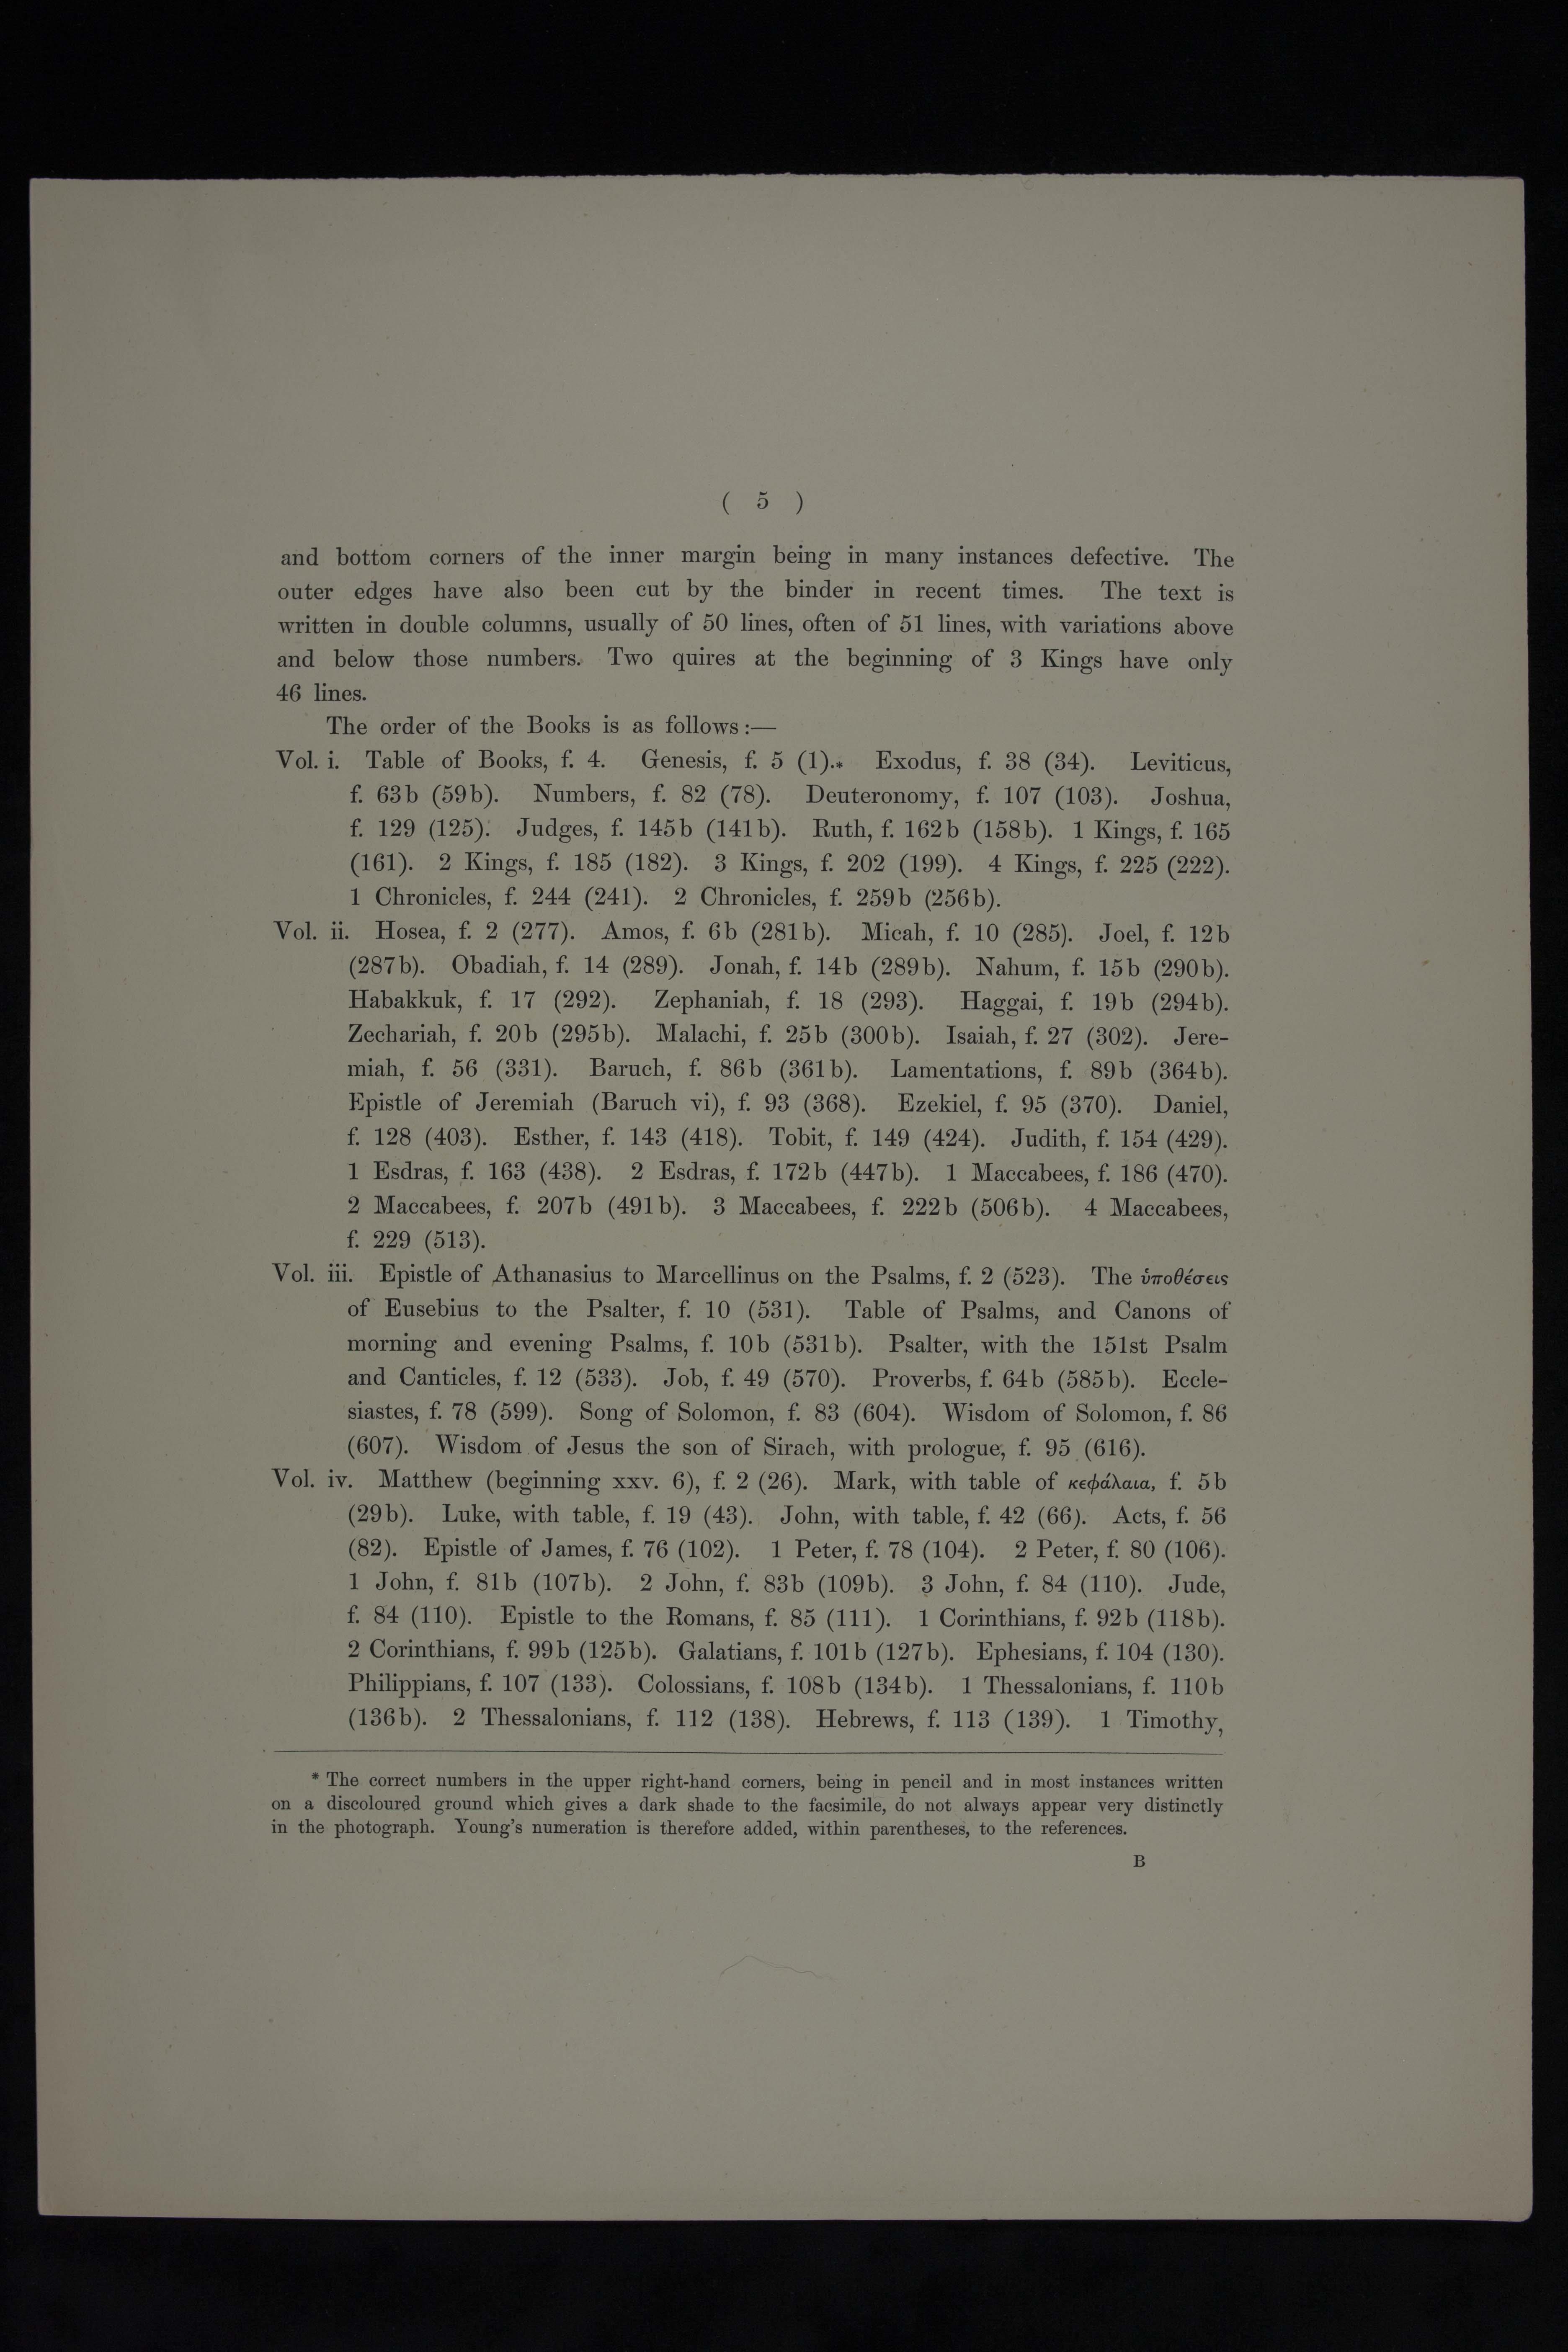 ( 5 )
and bottom corners of the inner margin being in many instances defective. The
outer edges have also been cut by the binder in recent times. The text is
written in double columns, usually of 50 lines, often of 51 lines, with variations above
and below those numbers. Two quires at the beginning of 3 Kings have only
46 lines.
The order of the Books is as follows:—
Vol. i. Table of Books, f. 4. Genesis, f. 5 (1).* Exodus, f. 38 (34). Leviticus,
f. 63b (59b). Numbers, f. 82 (78). Deuteronomy, f. 107 (103). Joshua,
f. 129 (125). Judges, f. 145b (141b). Ruth, f. 162b (158b). 1 Kings, f. 165
(161). 2 Kings, f. 185 (182). 3 Kings, f. 202 (199). 4 Kings, f. 225 (222).
1 Chronicles, f. 244 (241). 2 Chronicles, f. 259b (256b).
Vol. ii. Hosea, f. 2 (277). Amos, f. 6b (281b). Micah, f. 10 (285). Joel, f. 12b
(287b). Obadiah, f. 14 (289). Jonah, f. 14b (289b). Nahum, f. 15b (290b).
Habakkuk, f. 17 (292). Zephaniah, f. 18 (293). Haggai, f. 19b (294b).
Zechariah, f. 20b (295b). Malachi, f. 25b (300b). Isaiah, f. 27 (302). Jere-
miah, f. 56 (331). Baruch, f. 86b (361b). Lamentations, f. 89b (364b).
Epistle of Jeremiah (Baruch vi), f. 93 (368). Ezekiel, f. 95 (370). Daniel,
f. 128 (403). Esther, f. 143 (418). Tobit, f. 149 (424). Judith, f. 154 (429).
1 Esdras, f. 163 (438). 2 Esdras, f. 172b (447b). 1 Maccabees, f. 186 (470).
2 Maccabees, f. 207b (491b). 3 Maccabees, f. 222b (506b). 4 Maccabees,
f. 229 (513).
Vol. iii. Epistle of Athanasius to Marcellinus on the Psalms, f. 2 (523). The ὑποθέσεις
of Eusebius to the Psalter, f. 10 (531). Table of Psalms, and Canons of
morning and evening Psalms, f. 10b (531b). Psalter, with the 151st Psalm
and Canticles, f. 12 (533). Job, f. 49 (570). Proverbs, f. 64b (585b). Eccle-
siastes, f. 78 (599). Song of Solomon, f. 83 (604). Wisdom of Solomon, f. 86
(607). Wisdom of Jesus the son of Sirach, with prologue, f. 95 (616).
Vol. iv. Matthew (beginning xxv. 6), f. 2 (26). Mark, with table of κεφάλαια, f. 5b
(29b). Luke, with table, f. 19 (43). John, with table, f. 42 (66). Acts, f. 56
(82). Epistle of James, f. 76 (102). 1 Peter, f. 78 (104). 2 Peter, f. 80 (106).
1 John, f. 81b (107b). 2 John, f. 83b (109b). 3 John, f. 84 (110). Jude,
f. 84 (110). Epistle to the Romans, f. 85 (111). 1 Corinthians, f. 92b (118b).
2 Corinthians, f. 99b (125b). Galatians, f. 101b (127b). Ephesians, f. 104 (130).
Philippians, f. 107 (133). Colossians, f. 108b (134b). 1 Thessalonians, f. 110b
(136b). 2 Thessalonians, f. 112 (138). Hebrews, f. 113 (139). 1 Timothy,
* The correct numbers in the upper right-hand corners, being in pencil and in most instances written
on a discoloured ground which gives a dark shade to the facsimile, do not always appear very distinctly
in the photograph. Young's numeration is therefore added, within parentheses, to the references.
B